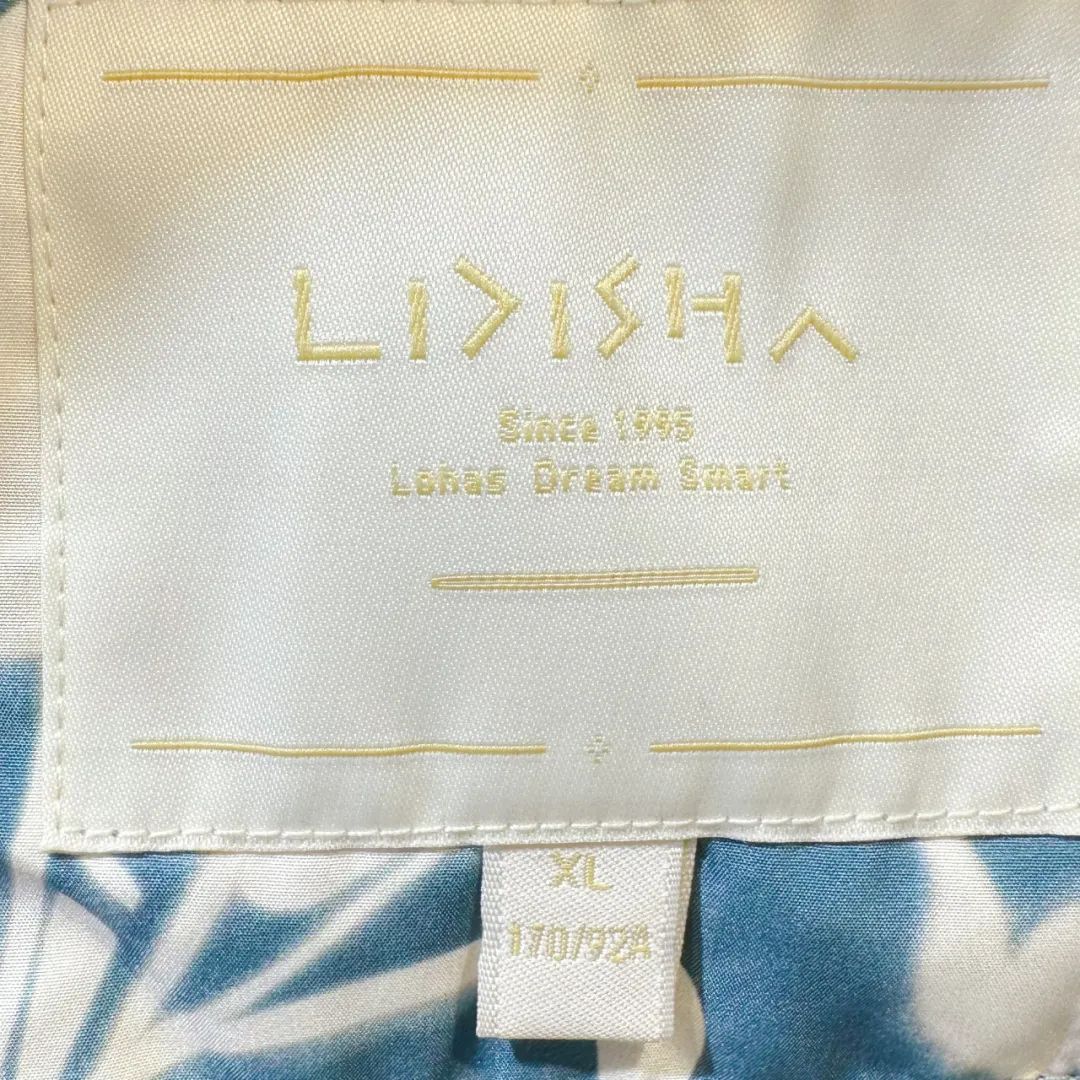 LIDISHA
Since 1995
Lohas Dream Smart
XL
170/92A